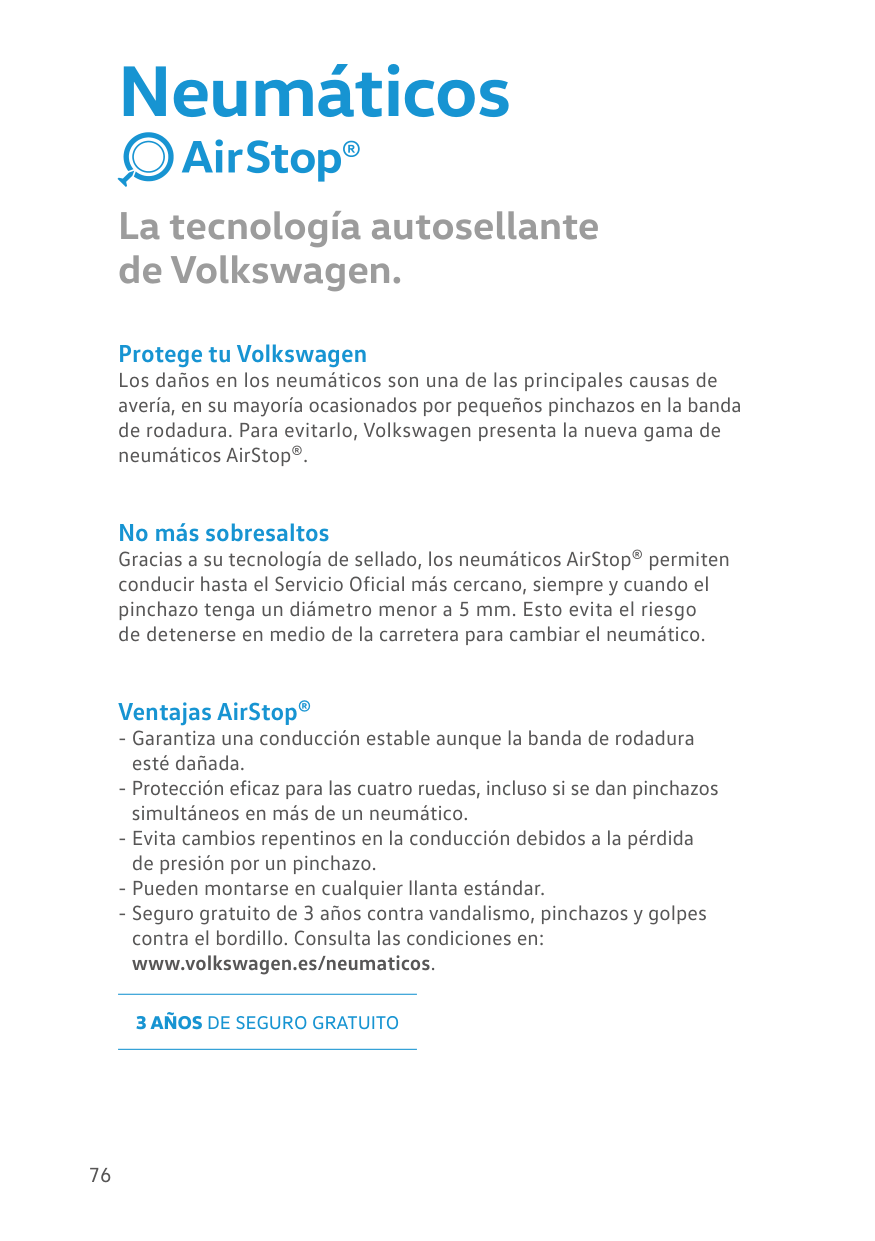 Neumáticos
AirStop®
La tecnología autosellante
de Volkswagen.
Protege tu Volkswagen
Los daños en los neumáticos son una de las principales causas de
avería, en su mayoría ocasionados por pequeños pinchazos en la banda
de rodadura. Para evitarlo, Volkswagen presenta la nueva gama de
neumáticos AirStop®.
No más sobresaltos
Gracias a su tecnología de sellado, los neumáticos AirStop® permiten
conducir hasta el Servicio Oficial más cercano, siempre y cuando el
pinchazo tenga un diámetro menor a 5 mm. Esto evita el riesgo
de detenerse en medio de la carretera para cambiar el neumático.
Ventajas AirStop®
- Garantiza una conducción estable aunque la banda de rodadura
esté dañada.
- Protección eficaz para las cuatro ruedas, incluso si se dan pinchazos
simultáneos en más de un neumático.
- Evita cambios repentinos en la conducción debidos a la pérdida
de presión por un pinchazo.
- Pueden montarse en cualquier llanta estándar.
- Seguro gratuito de 3 años contra vandalismo, pinchazos y golpes
contra el bordillo. Consulta las condiciones en:
www.volkswagen.es/neumaticos.
3 AÑOS DE SEGURO GRATUITO
76